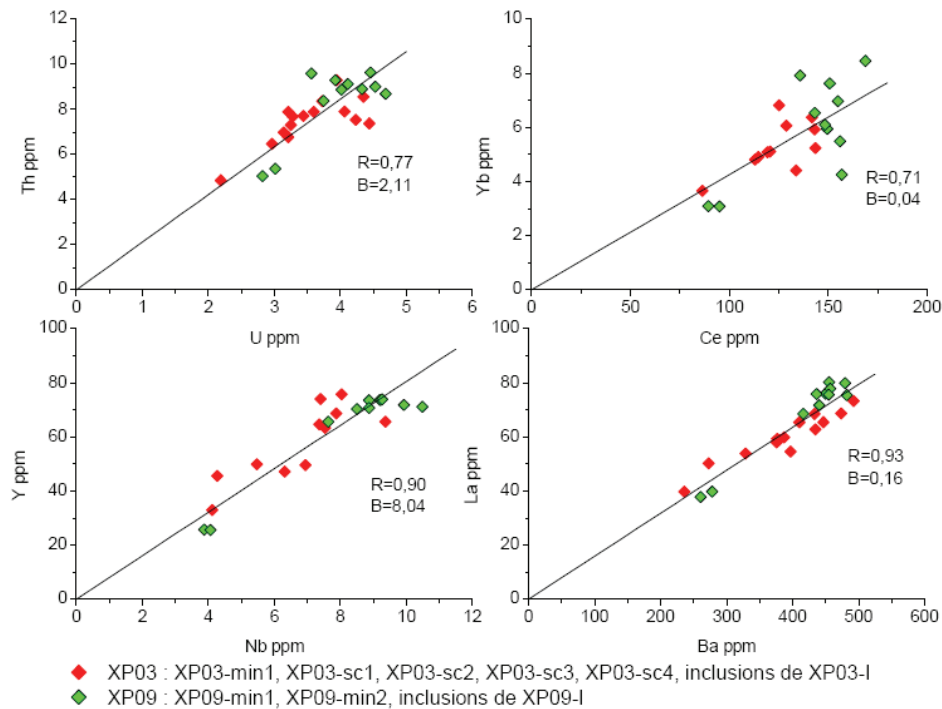 12
10
8
6
4
2
0
Th ppm
R=0,77
B=2,11
0 1 2 3 4 5 6
U ppm
10
8
6
4
2
0
Yb ppm
R=0,71
B=0,04
0 50 100 150 200
Ce ppm
100
80
60
40
20
0
Y ppm
R=0,90
B=8,04
0 2 4 6 8 10 12
Nb ppm
100
80
60
40
20
0
La ppm
R=0,93
B=0,16
0 100 200 300 400 500 600
Ba ppm
XP03 : XP03-min1, XP03-sc1, XP03-sc2, XP03-sc3, XP03-sc4, inclusions de XP03-I
XP09 : XP09-min1, XP09-min2, inclusions de XP09-I